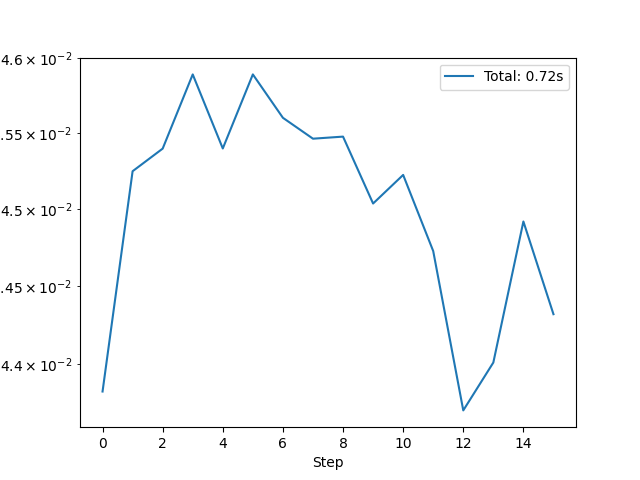 4.6 × 10⁻²
.55 × 10⁻²
4.5 × 10⁻²
.45 × 10⁻²
4.4 × 10⁻²
Total: 0.72s
0 2 4 6 8 10 12 14
Step